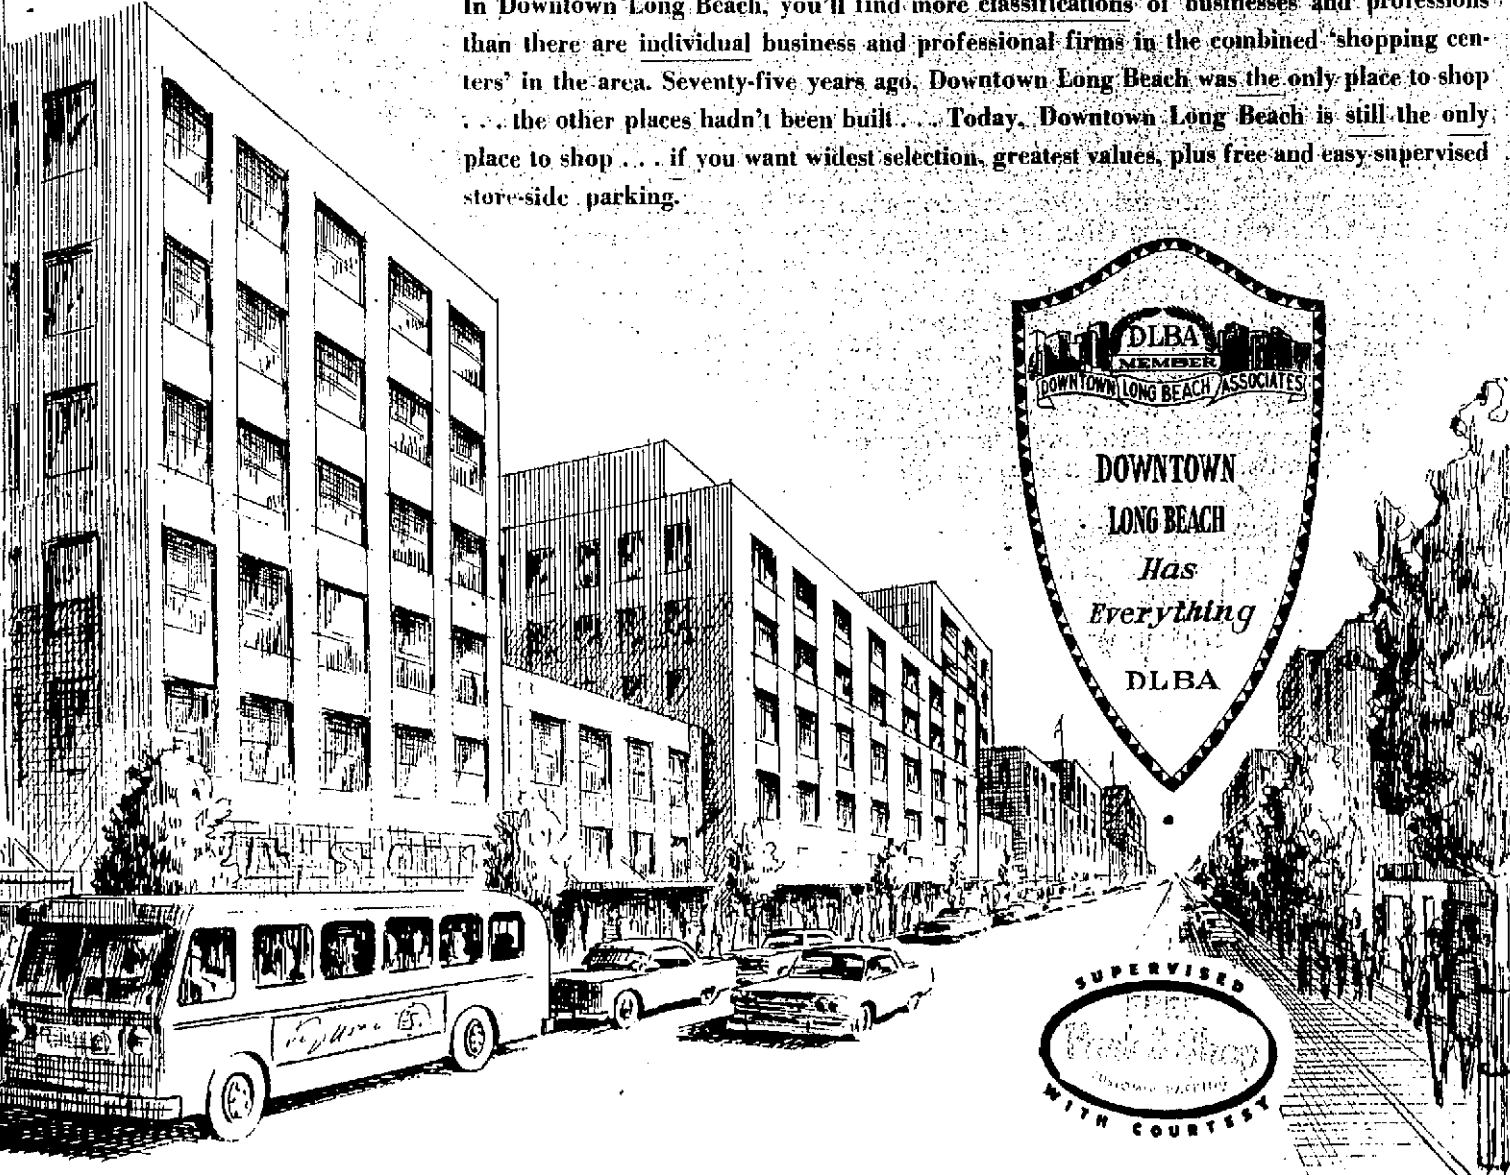 In Downtown Long Beach, you'll find more classifications of businesses and professions
than there are individual business and professional firms in the combined 'shopping cen-
ters' in the area. Seventy-five years ago, Downtown Long Beach was the only place to shop
. . . the other places hadn't been built . . . Today, Downtown Long Beach is still the only
place to shop . . . if you want widest selection, greatest values, plus free and easy supervised
store-side parking.
DLBA
MEMBER
DOWNTOWN LONG BEACH ASSOCIATES
DOWNTOWN
LONG BEACH
Has
Everything
DLBA
SUPERVISED
Park & Shop
WITH COURTESY